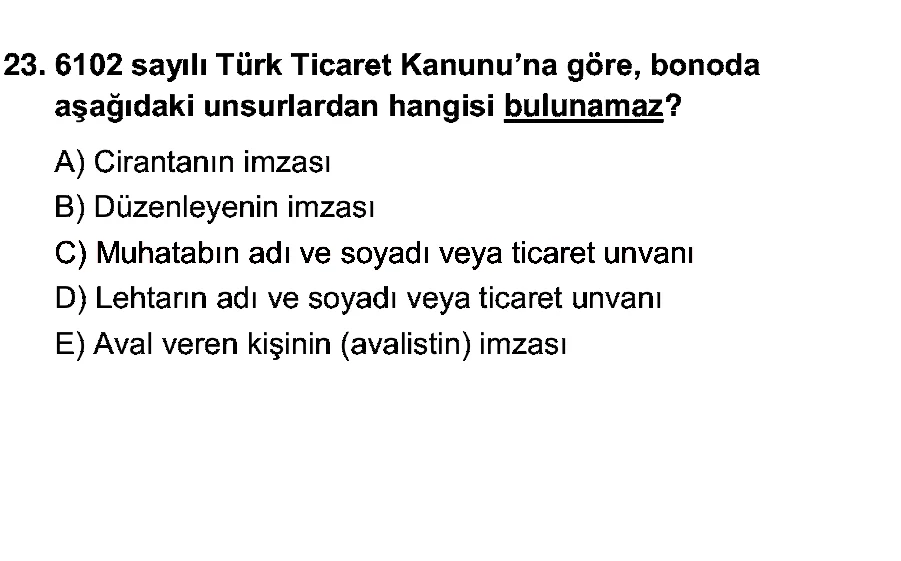 23. 6102 sayılı Türk Ticaret Kanunu’na göre, bonoda
aşağıdaki unsurlardan hangisi bulunamaz?
A) Cirantanın imzası
B) Düzenleyenin imzası
C) Muhatabın adı ve soyadı veya ticaret unvanı
D) Lehtarın adı ve soyadı veya ticaret unvanı
E) Aval veren kişinin (avalistin) imzası